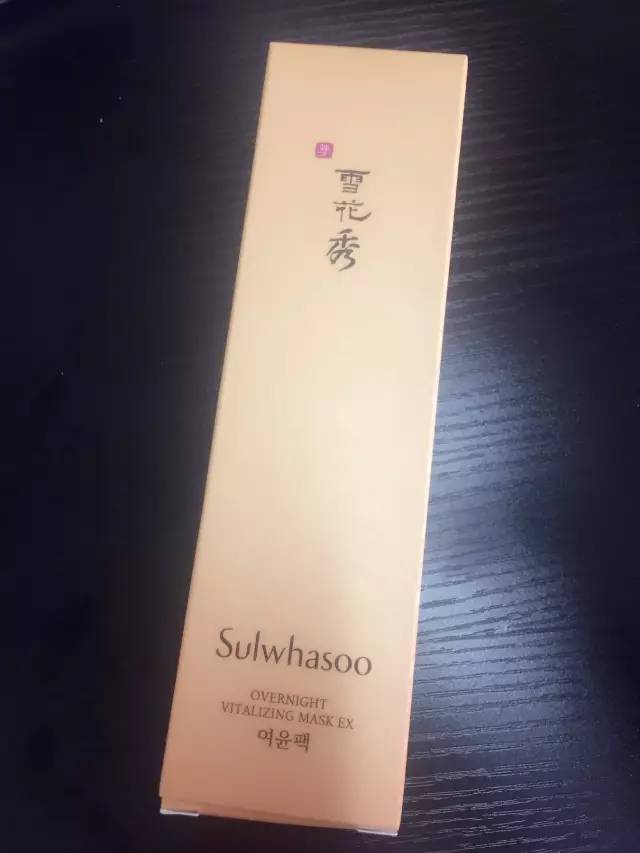 雪
花
秀
Sulwhasoo
OVERNIGHT
VITALIZING MASK EX
여윤팩